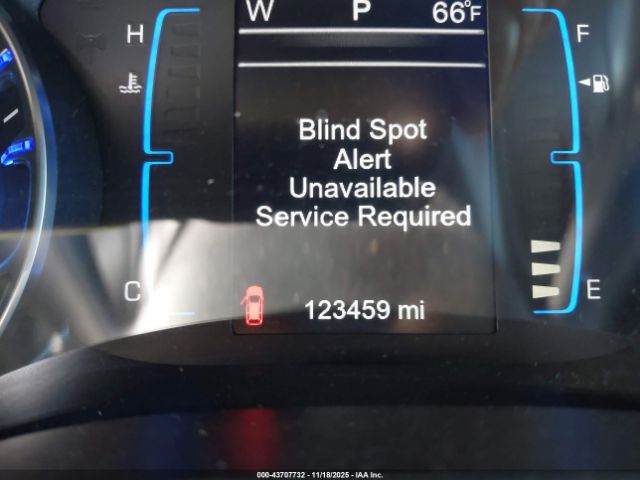 W P 66°F
H F
Blind Spot
Alert
Unavailable
Service Required
C E
123459 mi
000-43707732 - 11/18/2025 - IAA Inc.